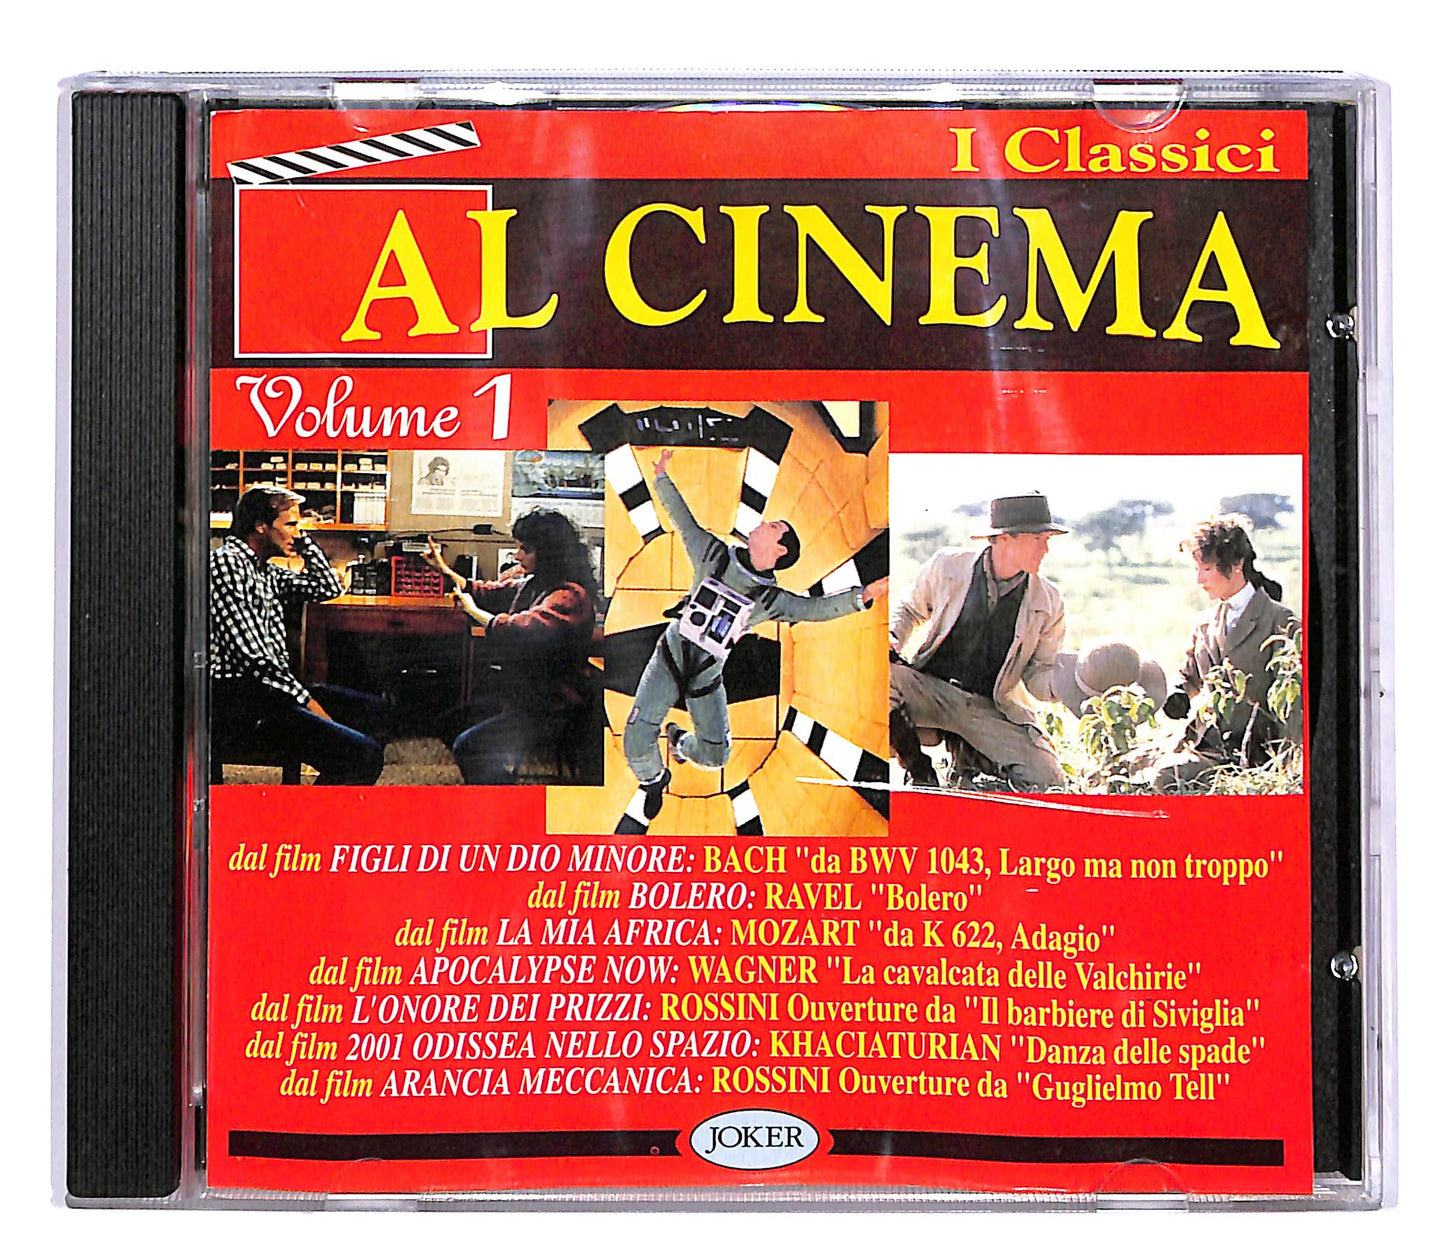 I Classici
AL CINEMA
Volume 1
dal film FIGLI DI UN DIO MINORE: BACH "da BWV 1043, Largo ma non troppo"
dal film BOLERO: RAVEL "Bolero"
dal film LA MIA AFRICA: MOZART "da K 622, Adagio"
dal film APOCALYPSE NOW: WAGNER "La cavalcata delle Valchirie"
dal film L'ONORE DEI PRIZZI: ROSSINI Ouverture da "Il barbiere di Siviglia"
dal film 2001 ODISSEA NELLO SPAZIO: KHACIATURIAN "Danza delle spade"
dal film ARANCIA MECCANICA: ROSSINI Ouverture da "Guglielmo Tell"
JOKER